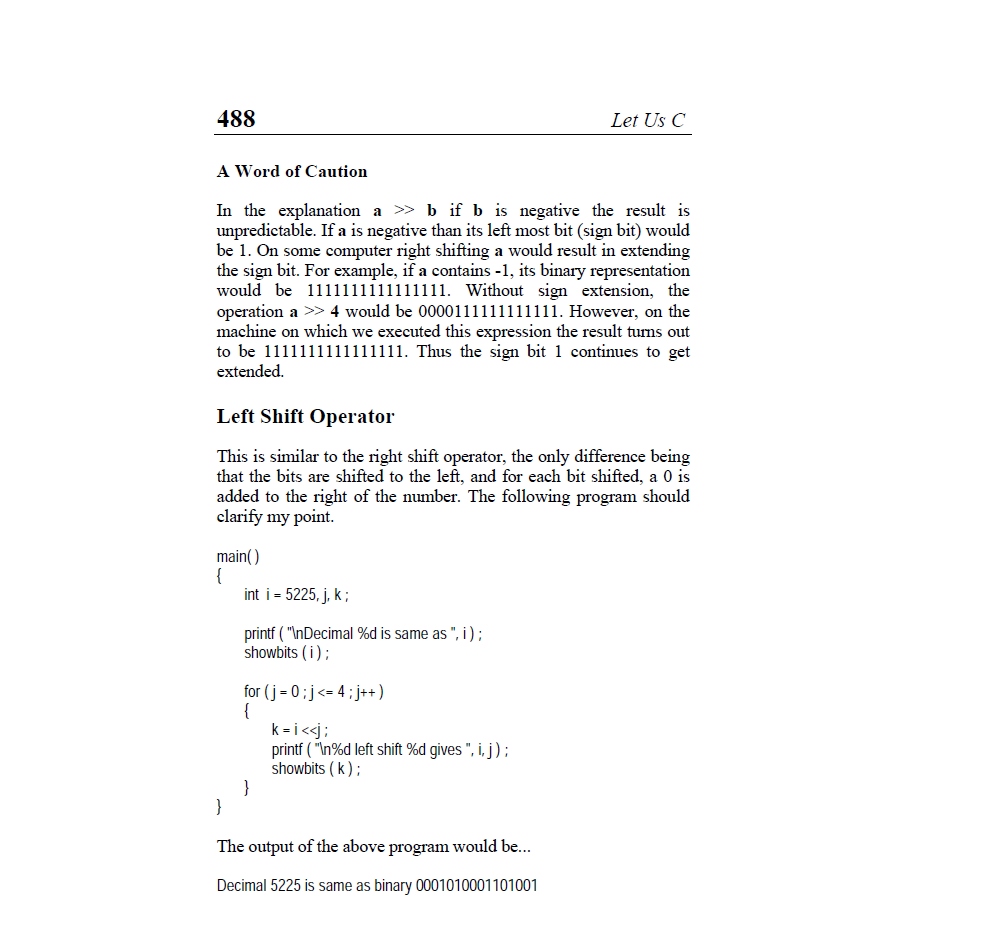 488 Let Us C
A Word of Caution
In the explanation a >> b if b is negative the result is
unpredictable. If a is negative than its left most bit (sign bit) would
be 1. On some computer right shifting a would result in extending
the sign bit. For example, if a contains -1, its binary representation
would be 1111111111111111. Without sign extension, the
operation a >> 4 would be 0000111111111111. However, on the
machine on which we executed this expression the result turns out
to be 1111111111111111. Thus the sign bit 1 continues to get
extended.
Left Shift Operator
This is similar to the right shift operator, the only difference being
that the bits are shifted to the left, and for each bit shifted, a 0 is
added to the right of the number. The following program should
clarify my point.
main( )
{
int i = 5225, j, k ;
printf ( "\nDecimal %d is same as ", i ) ;
showbits ( i ) ;
for ( j = 0 ; j <= 4 ; j++ )
{
k = i <<j ;
printf ( "\n%d left shift %d gives ", i, j ) ;
showbits ( k ) ;
}
}
The output of the above program would be...
Decimal 5225 is same as binary 0001010001101001